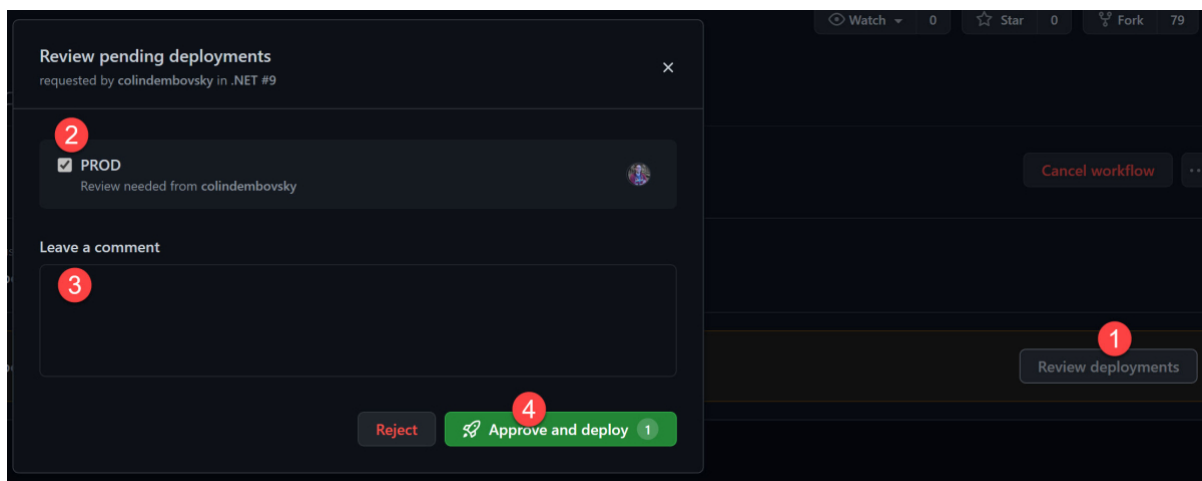 Watch 0 Star 0 Fork 79
Review pending deployments
requested by colindembovsky in .NET #9
2
PROD
Review needed from colindembovsky
Cancel workflow
Leave a comment
3
1
Review deployments
4
Reject
Approve and deploy 1